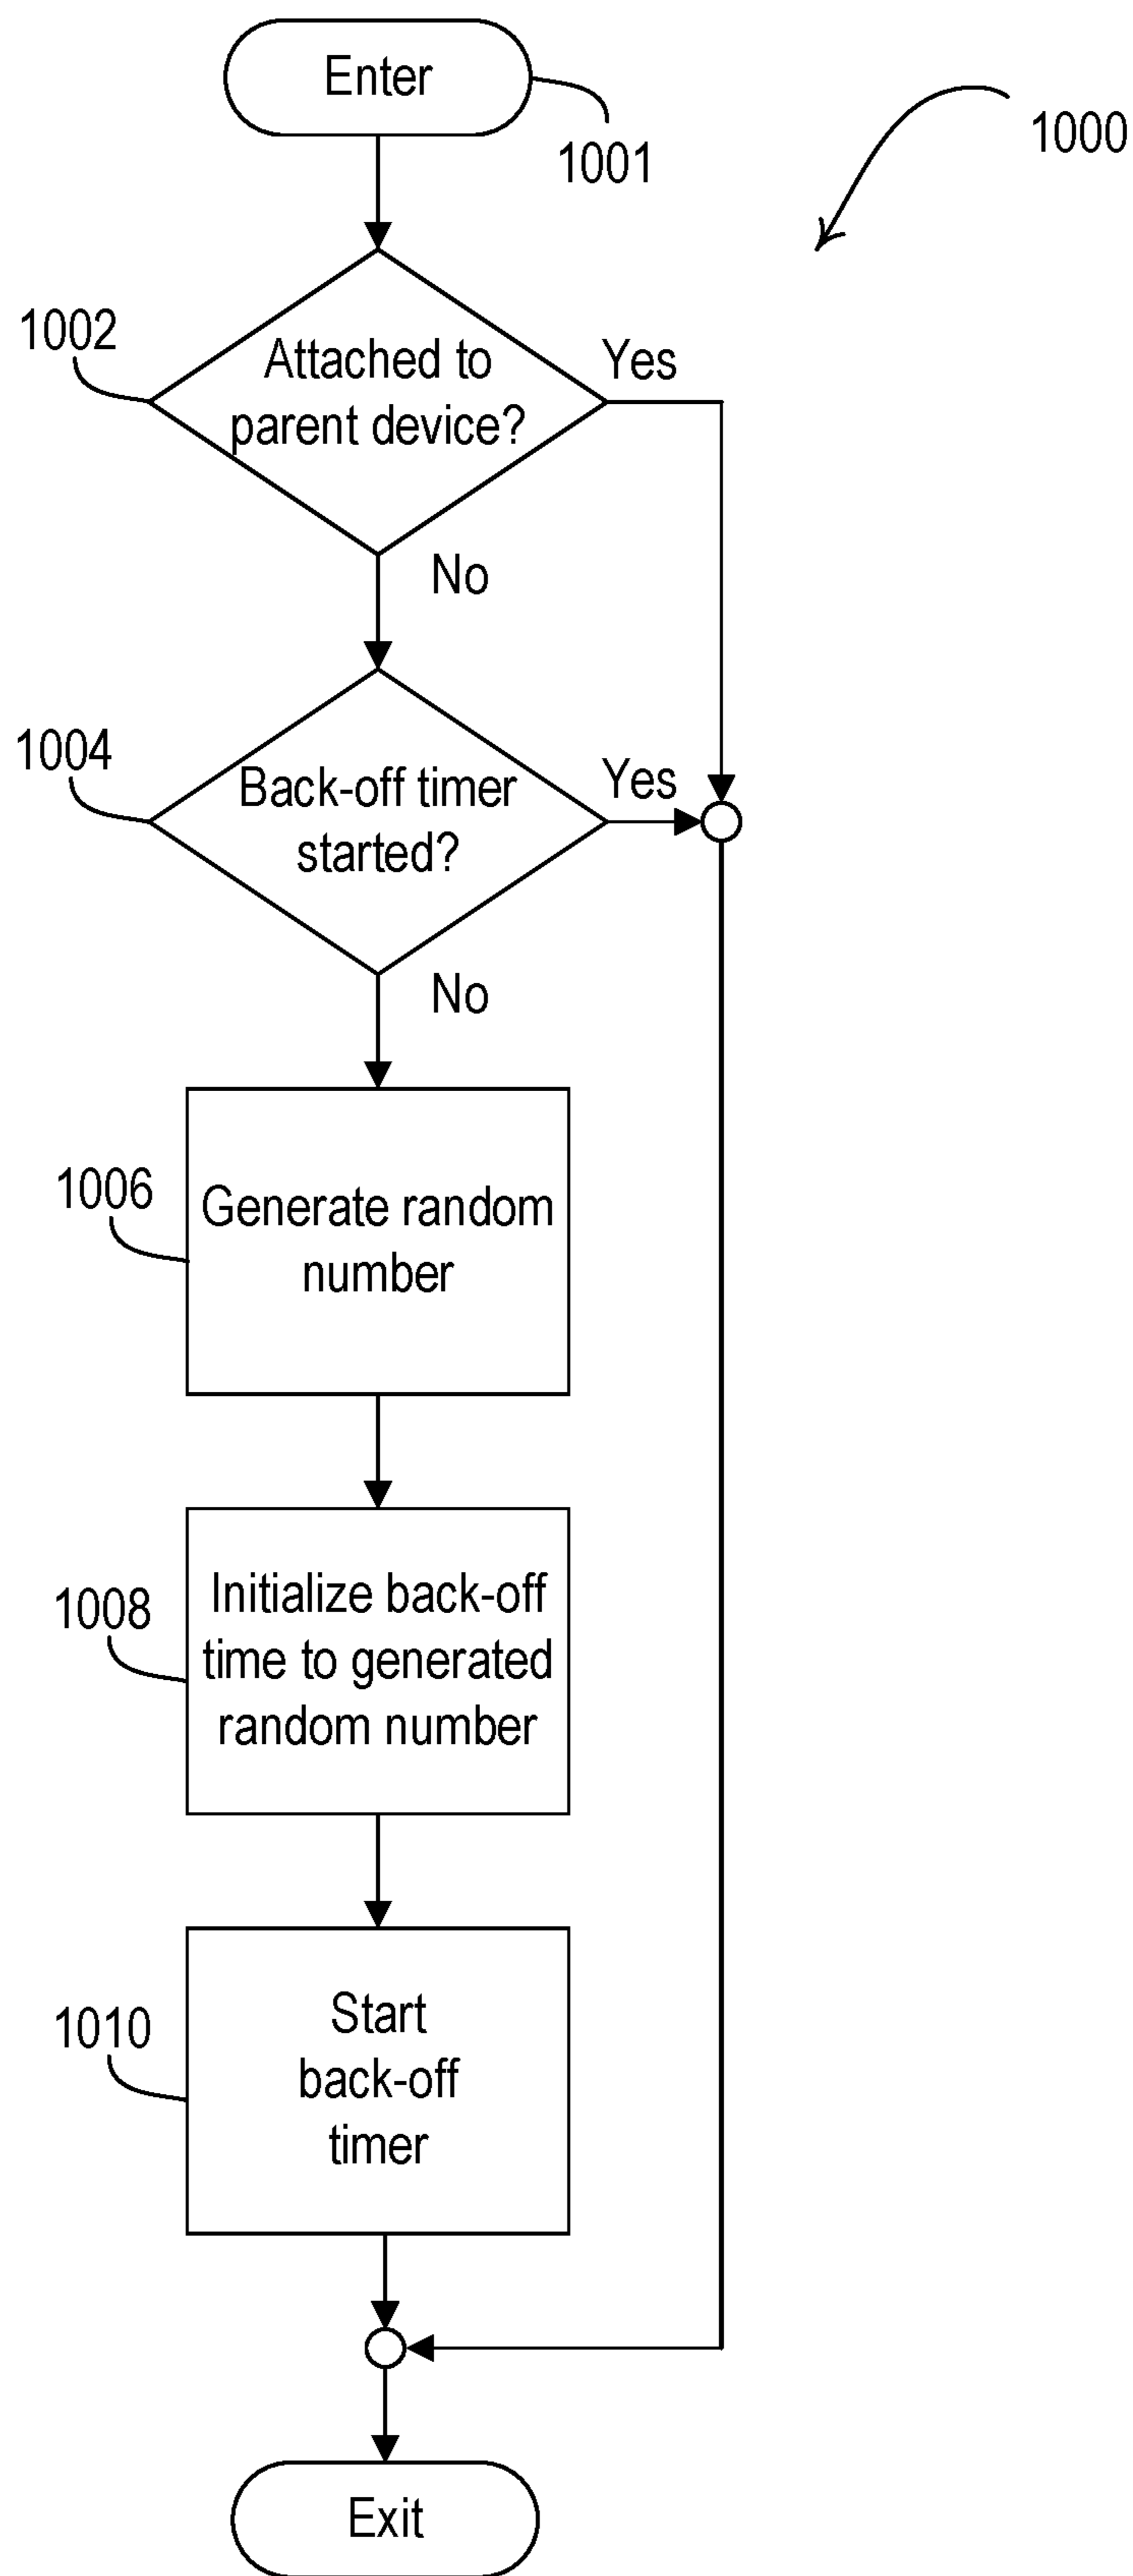 Enter
1001
1000
1002
Attached to
parent device?
Yes
No
1004
Back-off timer
started?
Yes
No
1006
Generate random
number
1008
Initialize back-off
time to generated
random number
1010
Start
back-off
timer
Exit